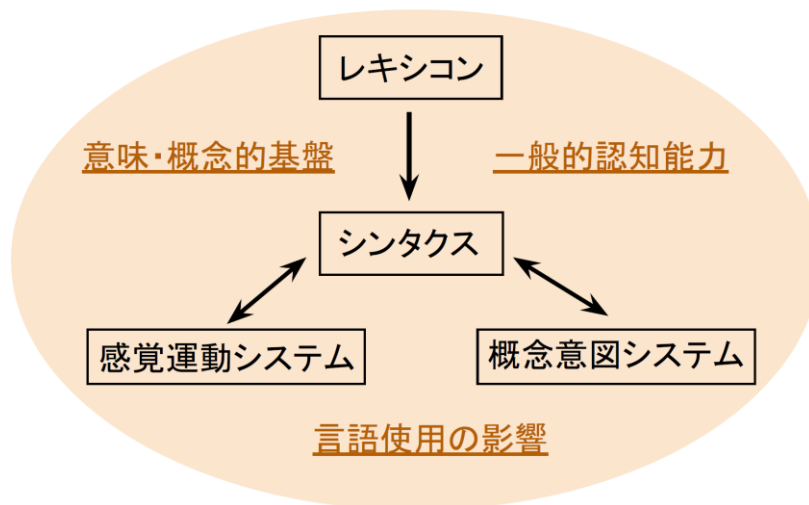 レキシコン
意味・概念的基盤
一般的認知能力
シンタクス
感覚運動システム
概念意図システム
言語使用の影響